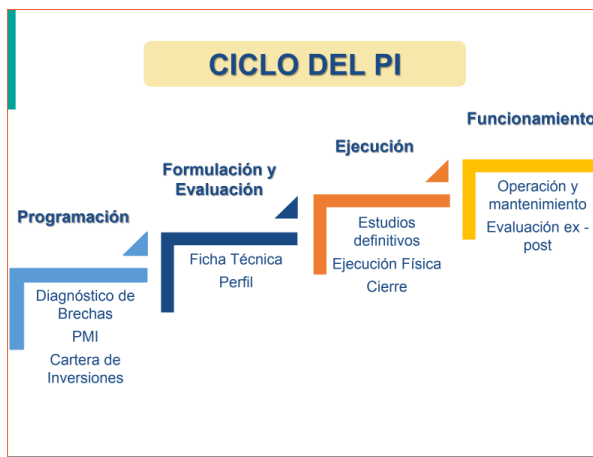 CICLO DEL PI
Programación
Diagnóstico de
Brechas
PMI
Cartera de
Inversiones
Formulación y
Evaluación
Ficha Técnica
Perfil
Ejecución
Estudios
definitivos
Ejecución Física
Cierre
Funcionamiento
Operación y
mantenimiento
Evaluación ex -
post